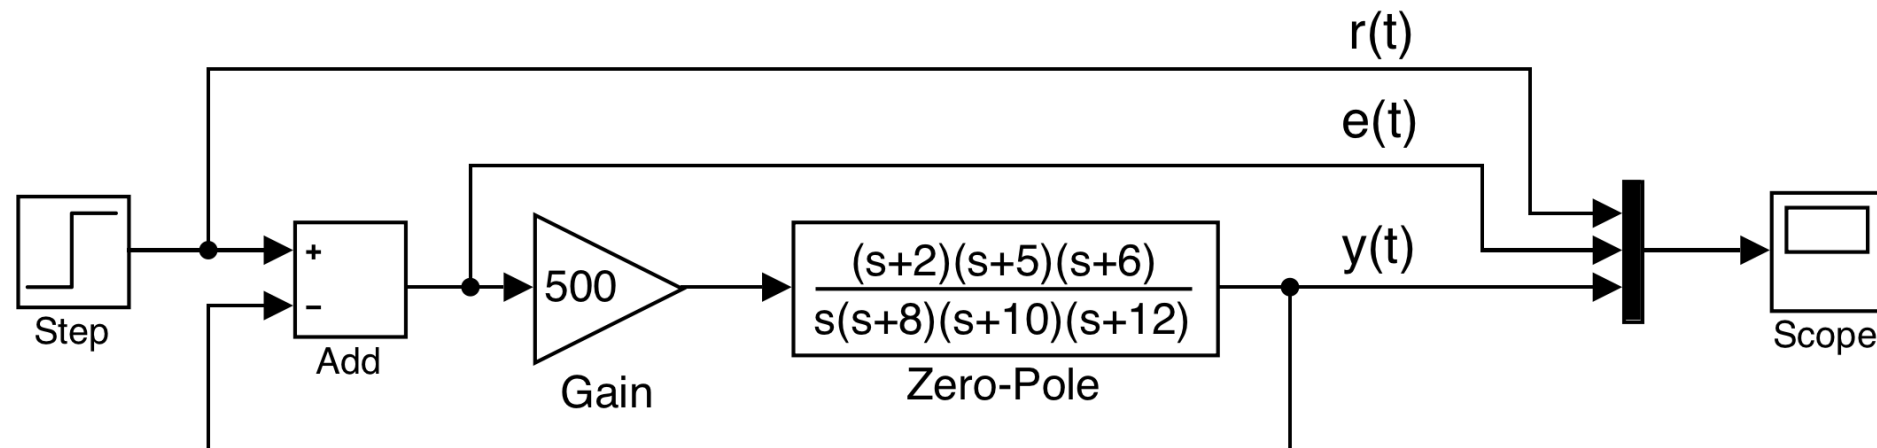 r(t)
e(t)
y(t)
Step
+
−
Add
500
Gain
(s+2)(s+5)(s+6)
s(s+8)(s+10)(s+12)
Zero-Pole
Scope